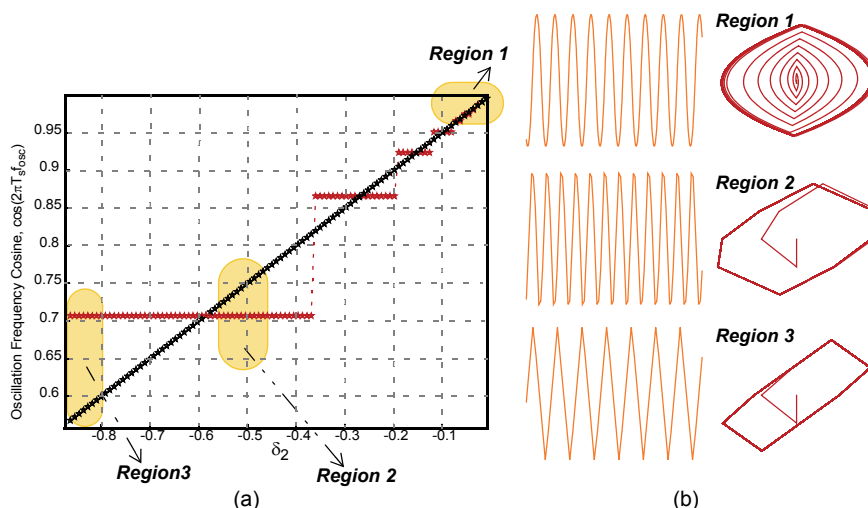 Region 1
Oscillation Frequency Cosine, cos(2πTsfosc)
0.95
0.9
0.85
0.8
0.75
0.7
0.65
0.6
-0.8
-0.7
-0.6
-0.5
-0.4
-0.3
-0.2
-0.1
δ2
Region3
Region 2
(a)
Region 1
Region 2
Region 3
(b)